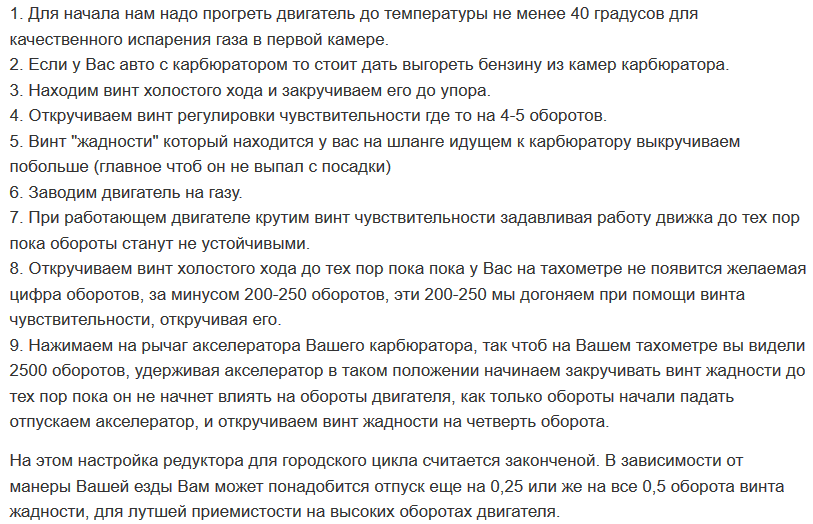 1. Для начала нам надо прогреть двигатель до температуры не менее 40 градусов для
качественного испарения газа в первой камере.
2. Если у Вас авто с карбюратором то стоит дать выгореть бензину из камер карбюратора.
3. Находим винт холостого хода и закручиваем его до упора.
4. Откручиваем винт регулировки чувствительности где то на 4-5 оборотов.
5. Винт "жадности" который находится у вас на шланге идущем к карбюратору выкручиваем
побольше (главное чтоб он не выпал с посадки)
6. Заводим двигатель на газу.
7. При работающем двигателе крутим винт чувствительности задавливая работу движка до тех пор
пока обороты станут не устойчивыми.
8. Откручиваем винт холостого хода до тех пор пока пока у Вас на тахометре не появится желаемая
цифра оборотов, за минусом 200-250 оборотов, эти 200-250 мы догоняем при помощи винта
чувствительности, откручивая его.
9. Нажимаем на рычаг акселератора Вашего карбюратора, так чтоб на Вашем тахометре вы видели
2500 оборотов, удерживая акселератор в таком положении начинаем закручивать винт жадности до
тех пор пока он не начнет влиять на обороты двигателя, как только обороты начали падать
отпускаем акселератор, и откручиваем винт жадности на четверть оборота.
На этом настройка редуктора для городского цикла считается законченой. В зависимости от
манеры Вашей езды Вам может понадобится отпуск еще на 0,25 или же на все 0,5 оборота винта
жадности, для лутшей приемистости на высоких оборотах двигателя.